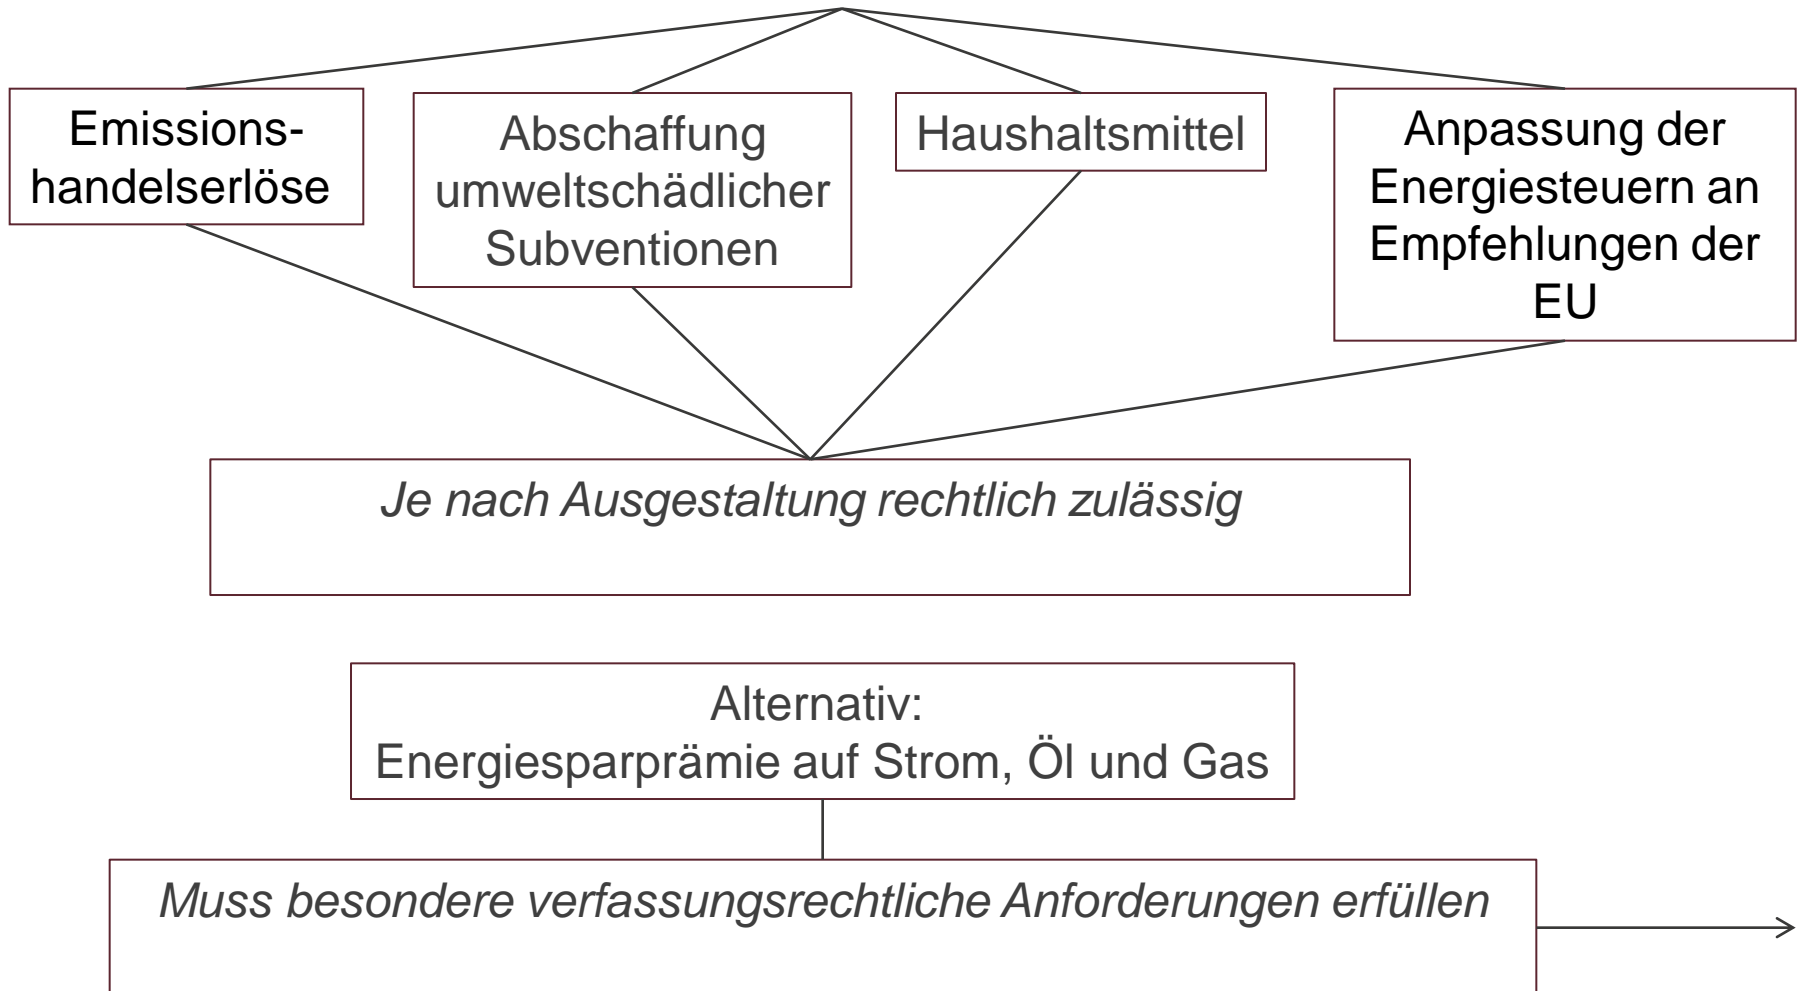 Emissions-
handelserlöse
Abschaffung
umweltschädlicher
Subventionen
Haushaltsmittel
Anpassung der
Energiesteuern an
Empfehlungen der
EU
Je nach Ausgestaltung rechtlich zulässig
Alternativ:
Energiesparprämie auf Strom, Öl und Gas
Muss besondere verfassungsrechtliche Anforderungen erfüllen